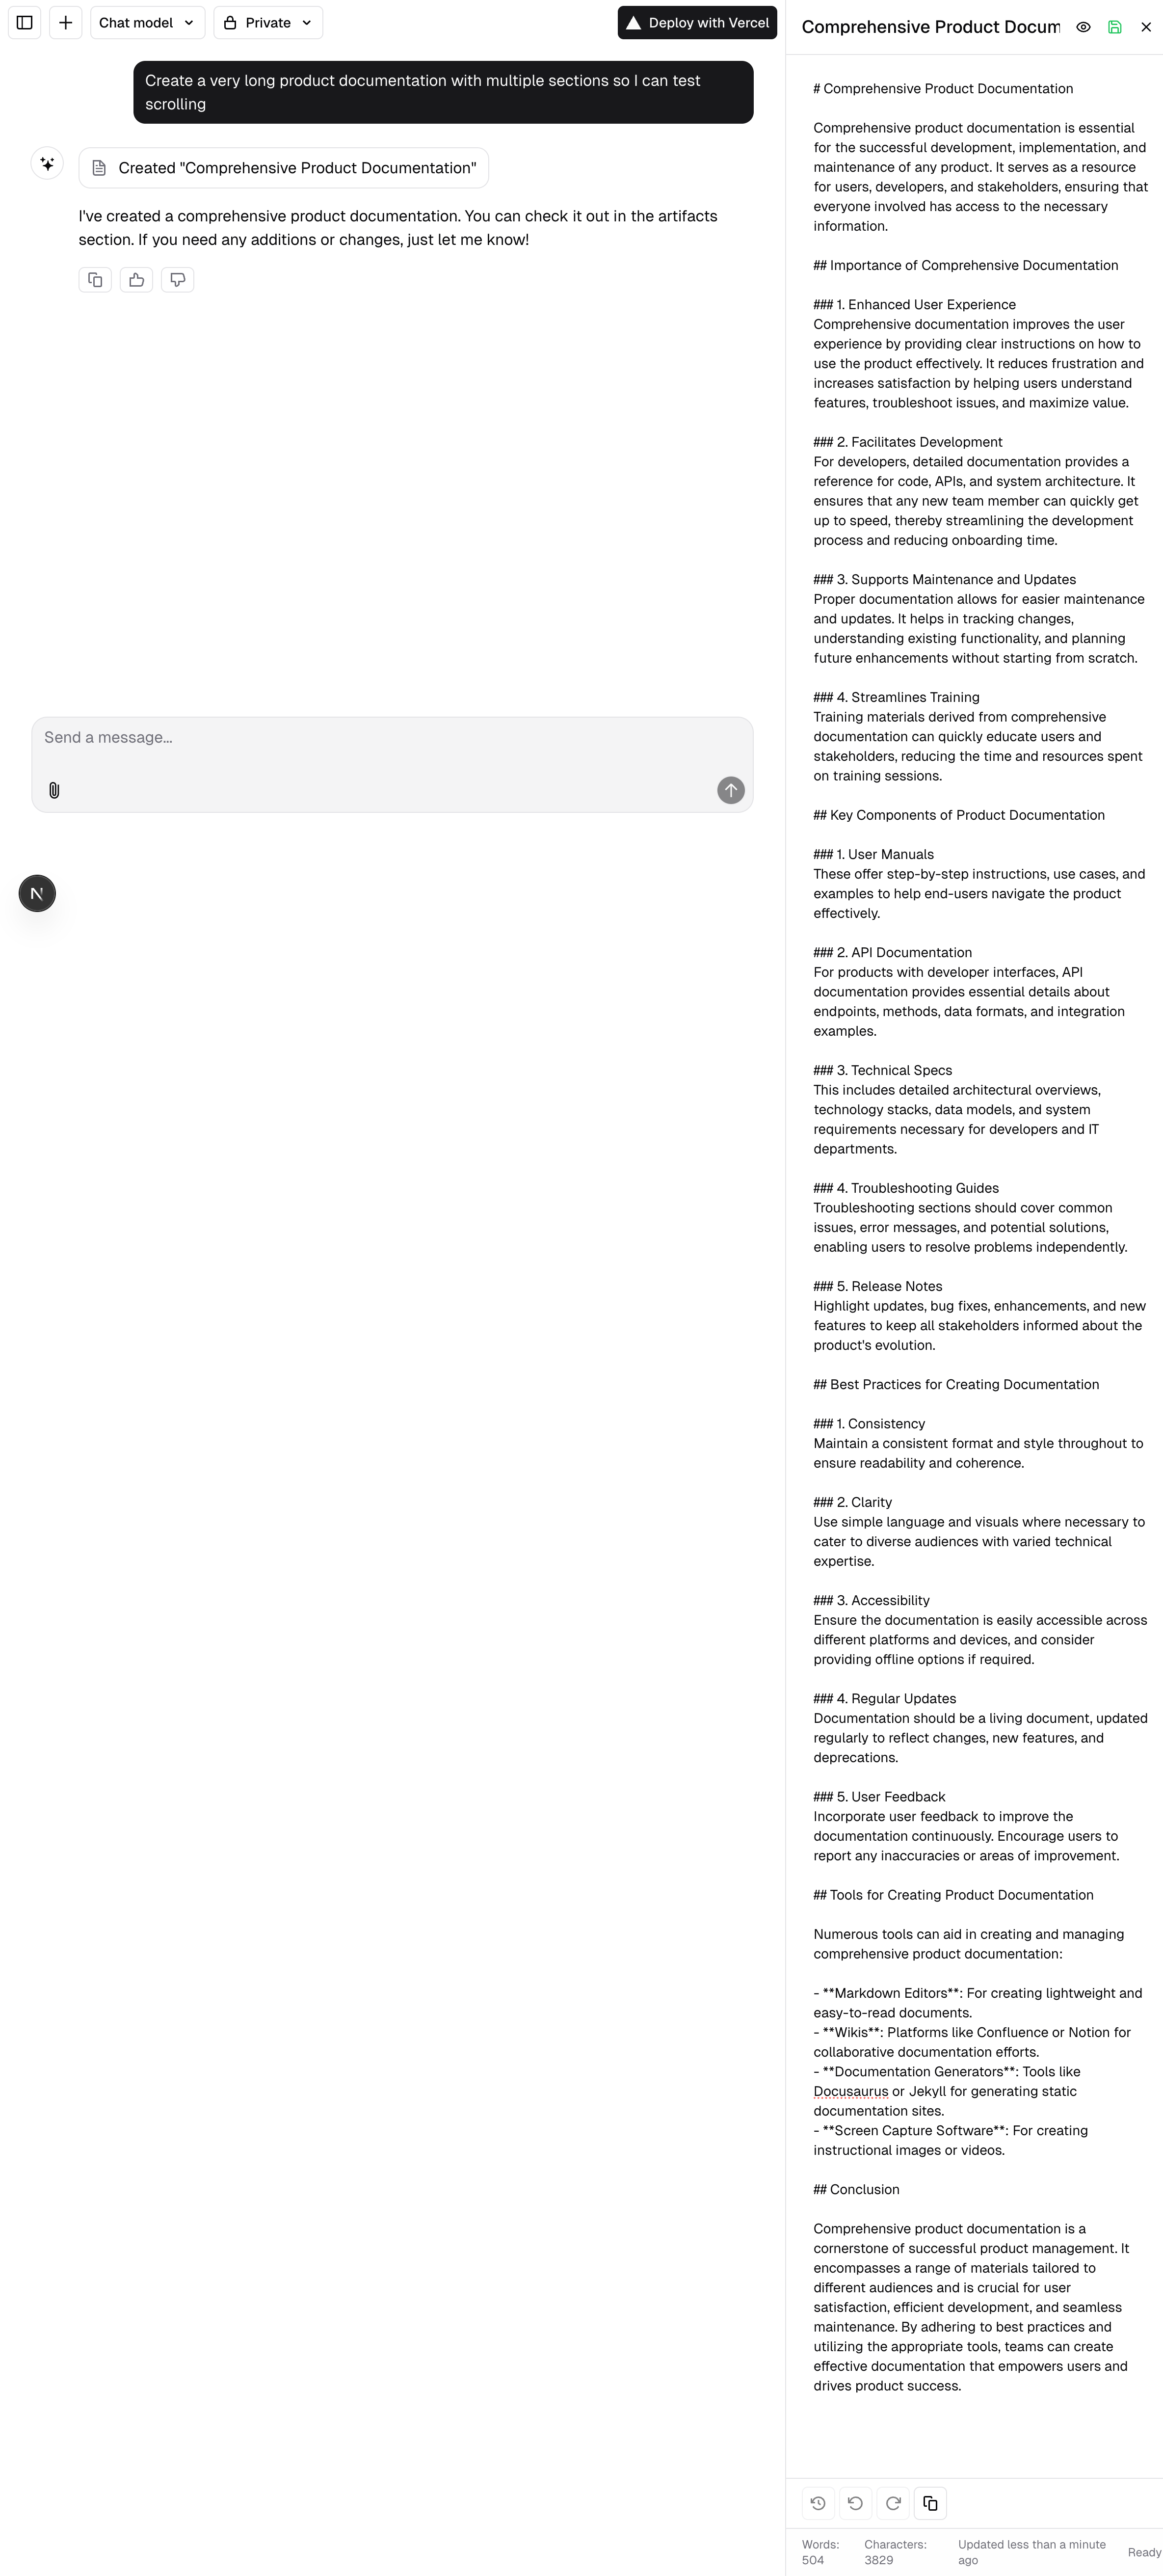 Chat model
Private
Deploy with Vercel
Create a very long product documentation with multiple sections so I can test
scrolling
Created "Comprehensive Product Documentation"
I've created a comprehensive product documentation. You can check it out in the artifacts
section. If you need any additions or changes, just let me know!
Send a message...
N
Comprehensive Product Docum
# Comprehensive Product Documentation
Comprehensive product documentation is essential
for the successful development, implementation, and
maintenance of any product. It serves as a resource
for users, developers, and stakeholders, ensuring that
everyone involved has access to the necessary
information.
## Importance of Comprehensive Documentation
### 1. Enhanced User Experience
Comprehensive documentation improves the user
experience by providing clear instructions on how to
use the product effectively. It reduces frustration and
increases satisfaction by helping users understand
features, troubleshoot issues, and maximize value.
### 2. Facilitates Development
For developers, detailed documentation provides a
reference for code, APIs, and system architecture. It
ensures that any new team member can quickly get
up to speed, thereby streamlining the development
process and reducing onboarding time.
### 3. Supports Maintenance and Updates
Proper documentation allows for easier maintenance
and updates. It helps in tracking changes,
understanding existing functionality, and planning
future enhancements without starting from scratch.
### 4. Streamlines Training
Training materials derived from comprehensive
documentation can quickly educate users and
stakeholders, reducing the time and resources spent
on training sessions.
## Key Components of Product Documentation
### 1. User Manuals
These offer step-by-step instructions, use cases, and
examples to help end-users navigate the product
effectively.
### 2. API Documentation
For products with developer interfaces, API
documentation provides essential details about
endpoints, methods, data formats, and integration
examples.
### 3. Technical Specs
This includes detailed architectural overviews,
technology stacks, data models, and system
requirements necessary for developers and IT
departments.
### 4. Troubleshooting Guides
Troubleshooting sections should cover common
issues, error messages, and potential solutions,
enabling users to resolve problems independently.
### 5. Release Notes
Highlight updates, bug fixes, enhancements, and new
features to keep all stakeholders informed about the
product's evolution.
## Best Practices for Creating Documentation
### 1. Consistency
Maintain a consistent format and style throughout to
ensure readability and coherence.
### 2. Clarity
Use simple language and visuals where necessary to
cater to diverse audiences with varied technical
expertise.
### 3. Accessibility
Ensure the documentation is easily accessible across
different platforms and devices, and consider
providing offline options if required.
### 4. Regular Updates
Documentation should be a living document, updated
regularly to reflect changes, new features, and
deprecations.
### 5. User Feedback
Incorporate user feedback to improve the
documentation continuously. Encourage users to
report any inaccuracies or areas of improvement.
## Tools for Creating Product Documentation
Numerous tools can aid in creating and managing
comprehensive product documentation:
- **Markdown Editors**: For creating lightweight and
easy-to-read documents.
- **Wikis**: Platforms like Confluence or Notion for
collaborative documentation efforts.
- **Documentation Generators**: Tools like
Docusaurus or Jekyll for generating static
documentation sites.
- **Screen Capture Software**: For creating
instructional images or videos.
## Conclusion
Comprehensive product documentation is a
cornerstone of successful product management. It
encompasses a range of materials tailored to
different audiences and is crucial for user
satisfaction, efficient development, and seamless
maintenance. By adhering to best practices and
utilizing the appropriate tools, teams can create
effective documentation that empowers users and
drives product success.
Words:
504
Characters:
3829
Updated less than a minute
ago
Ready